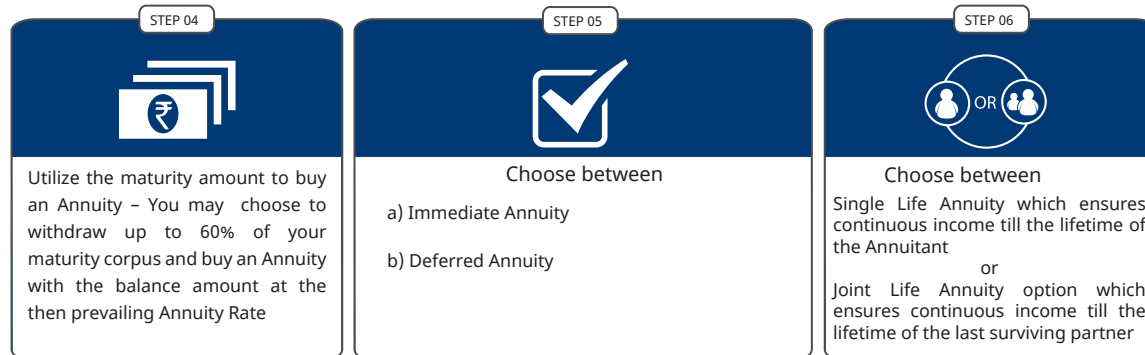 STEP 04
Utilize the maturity amount to buy
an Annuity – You may choose to
withdraw up to 60% of your
maturity corpus and buy an Annuity
with the balance amount at the
then prevailing Annuity Rate
STEP 05
Choose between
a) Immediate Annuity
b) Deferred Annuity
STEP 06
OR
Choose between
Single Life Annuity which ensures
continuous income till the lifetime of
the Annuitant
or
Joint Life Annuity option which
ensures continuous income till the
lifetime of the last surviving partner